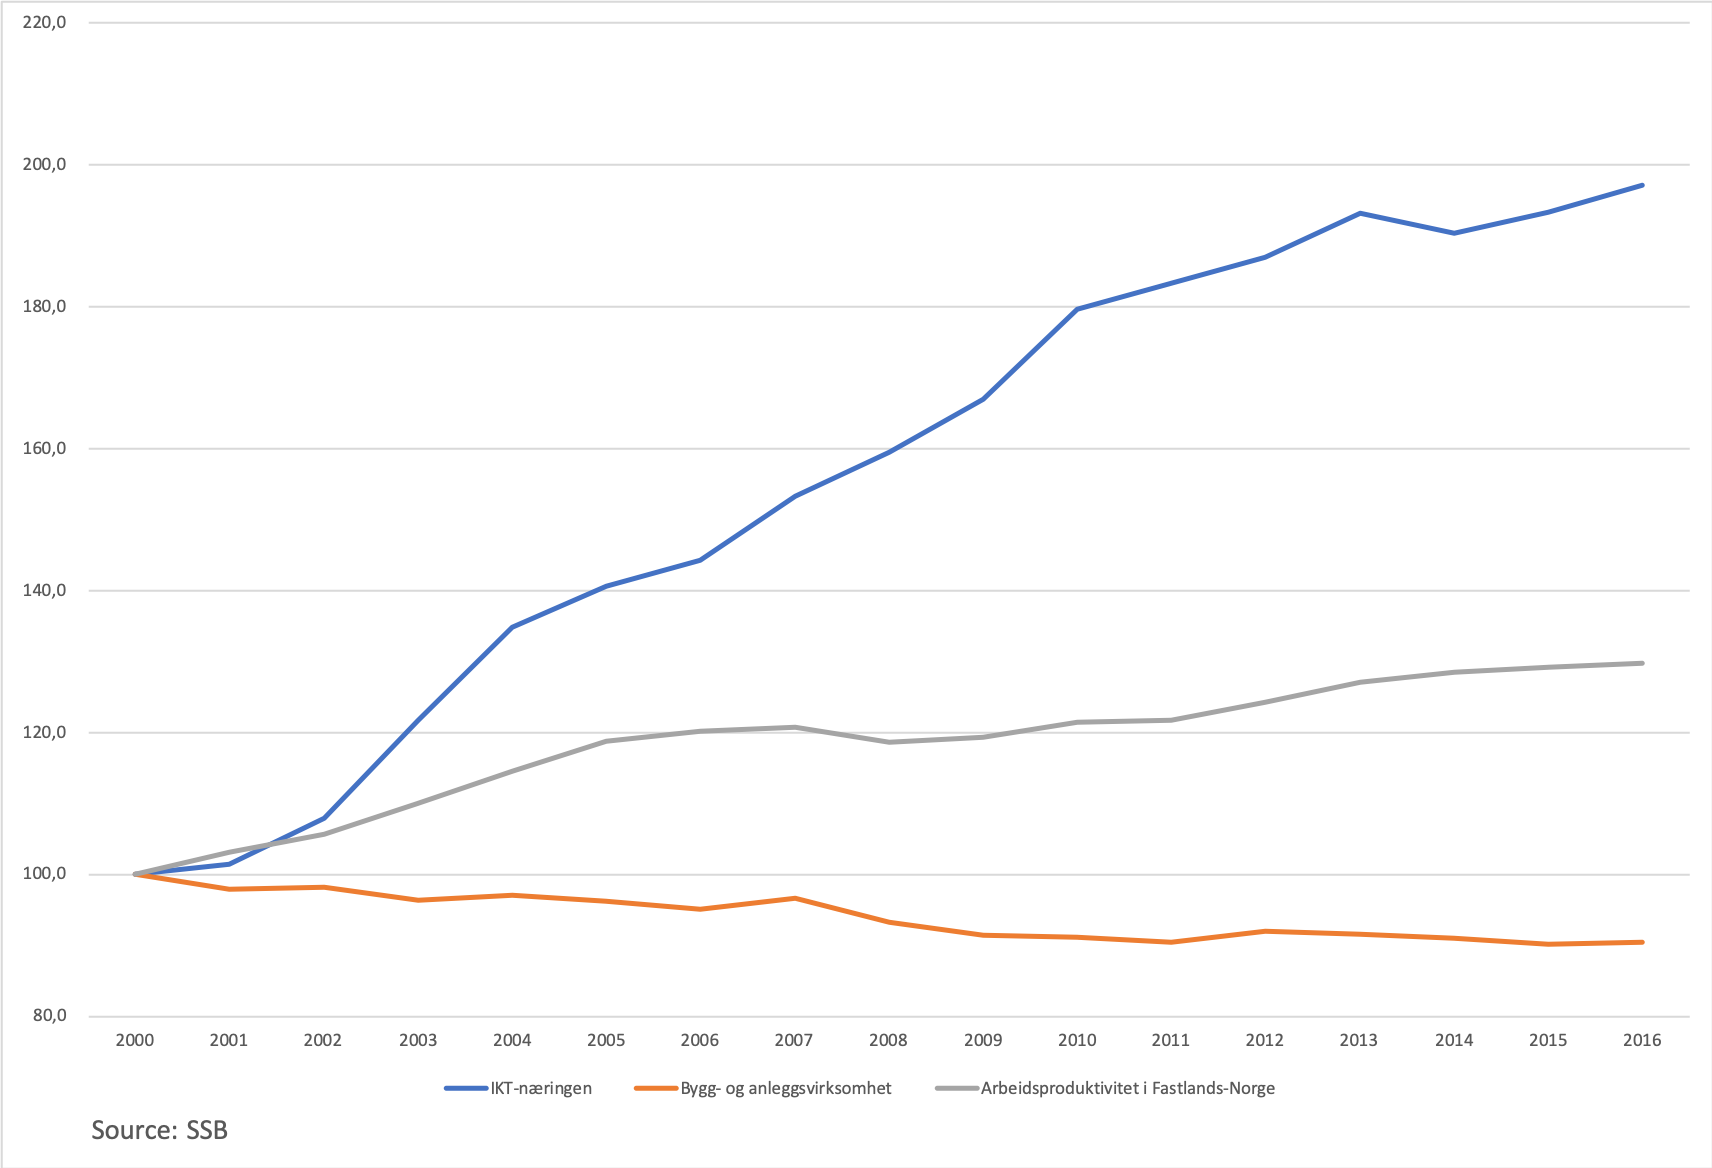 220,0
200,0
180,0
160,0
140,0
120,0
100,0
80,0
2000 2001 2002 2003 2004 2005 2006 2007 2008 2009 2010 2011 2012 2013 2014 2015 2016
IKT-næringen Bygg- og anleggsvirksomhet Arbeidsproduktivitet i Fastlands-Norge
Source: SSB